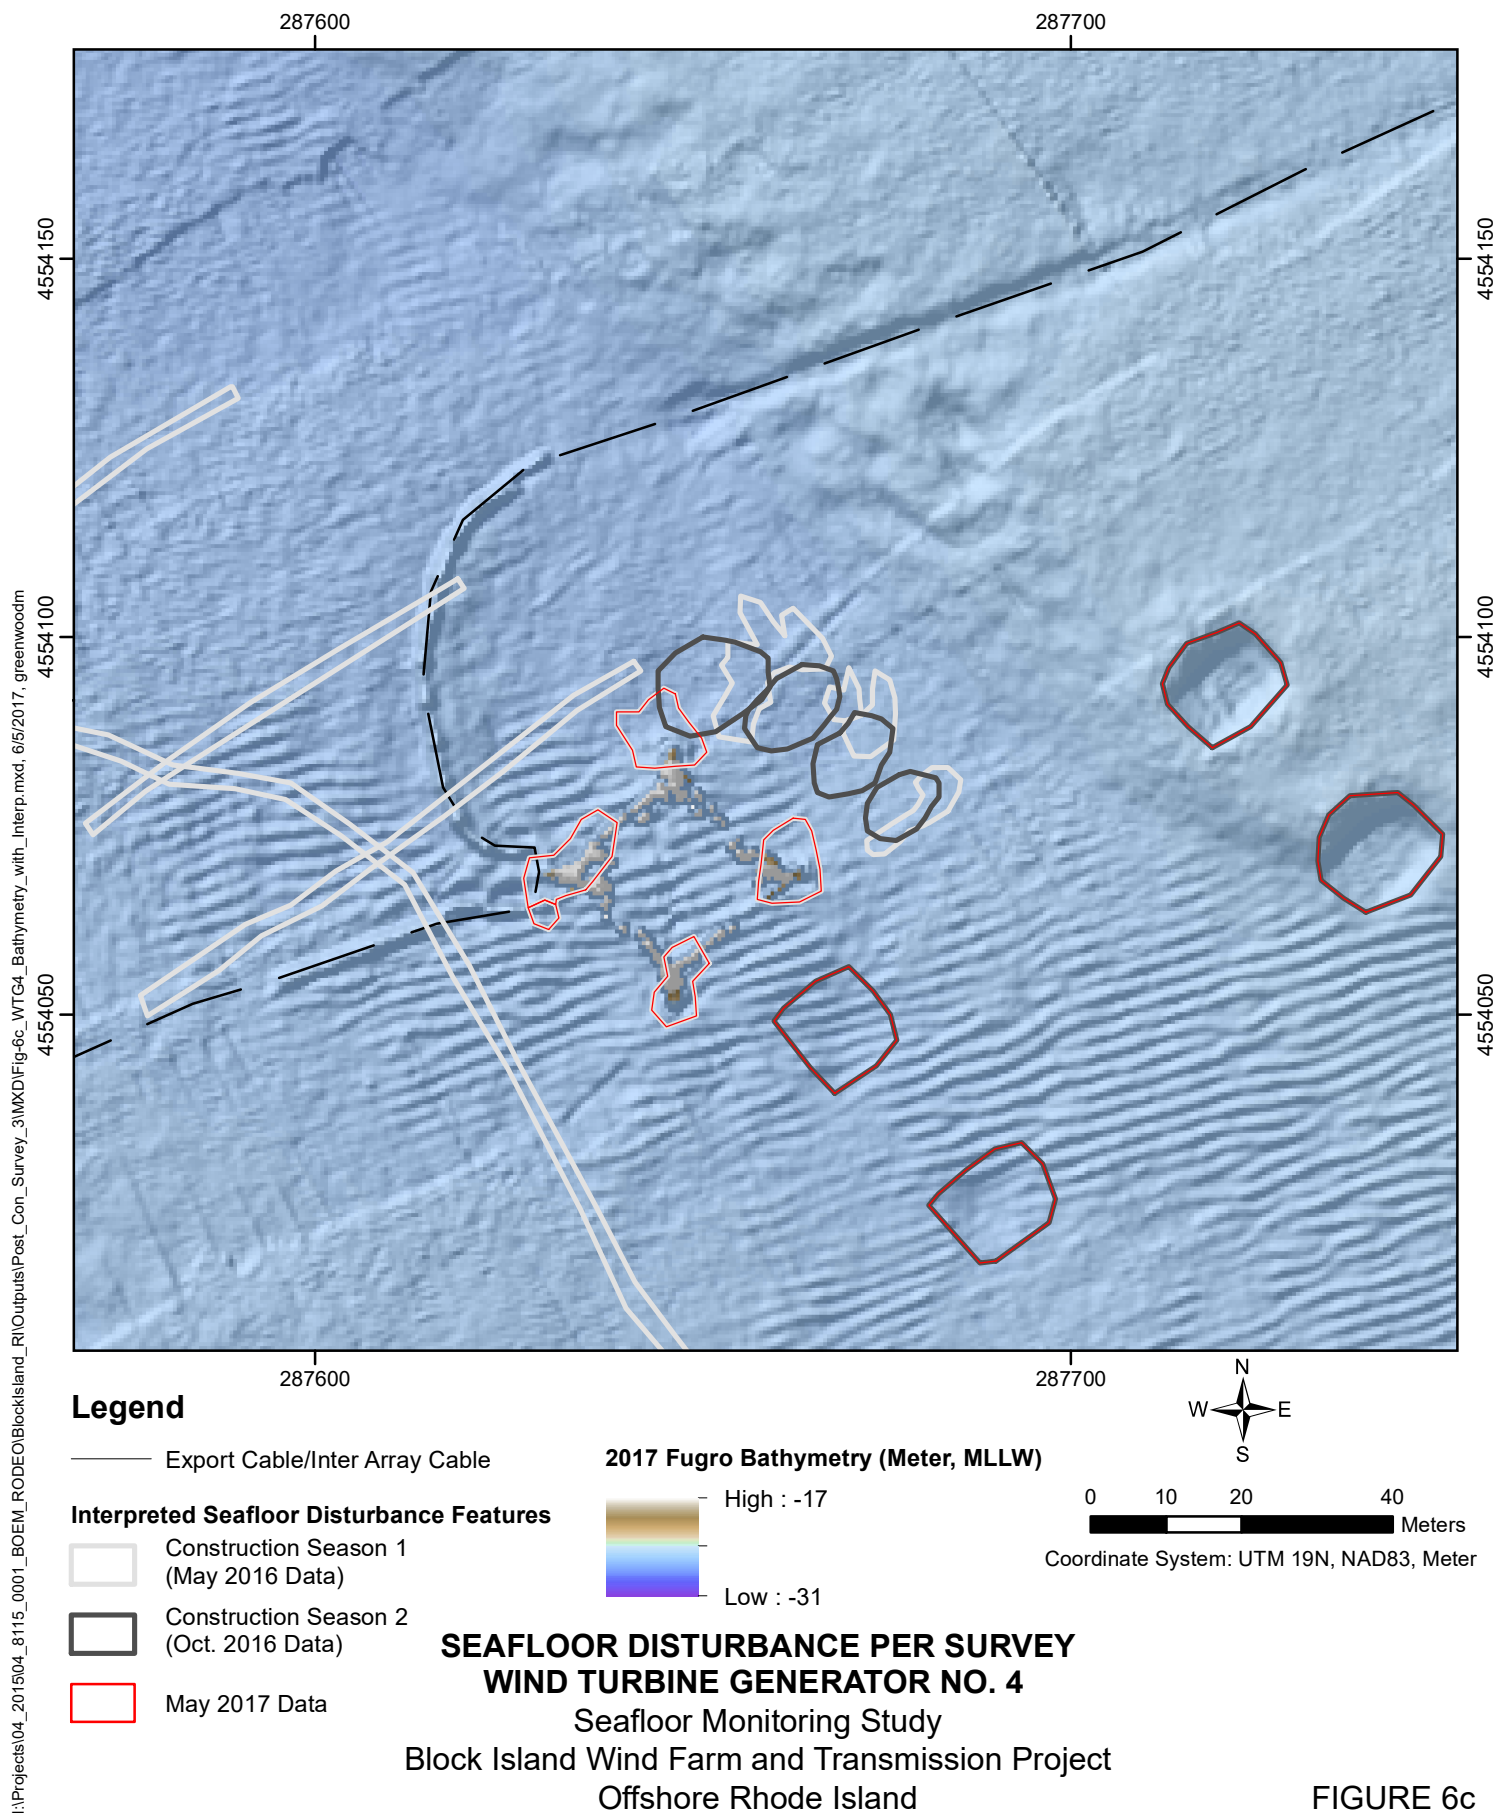 287600
287700
4554150
4554150
4554100
4554100
4554050
4554050
287600
287700
I:\Projects\04_2015\04_8115_0001_BOEM_RODEO\BlockIsland_RI\Outputs\Post_Con_Survey_3\MXD\Fig-6c_WTG4_Bathymetry_with_Interp.mxd, 6/5/2017, greenwoodm
N
W
E
S
Legend
Export Cable/Inter Array Cable
Interpreted Seafloor Disturbance Features
Construction Season 1
(May 2016 Data)
Construction Season 2
(Oct. 2016 Data)
May 2017 Data
2017 Fugro Bathymetry (Meter, MLLW)
High : -17
Low : -31
0 10 20 40
Meters
Coordinate System: UTM 19N, NAD83, Meter
SEAFLOOR DISTURBANCE PER SURVEY
WIND TURBINE GENERATOR NO. 4
Seafloor Monitoring Study
Block Island Wind Farm and Transmission Project
Offshore Rhode Island
FIGURE 6c